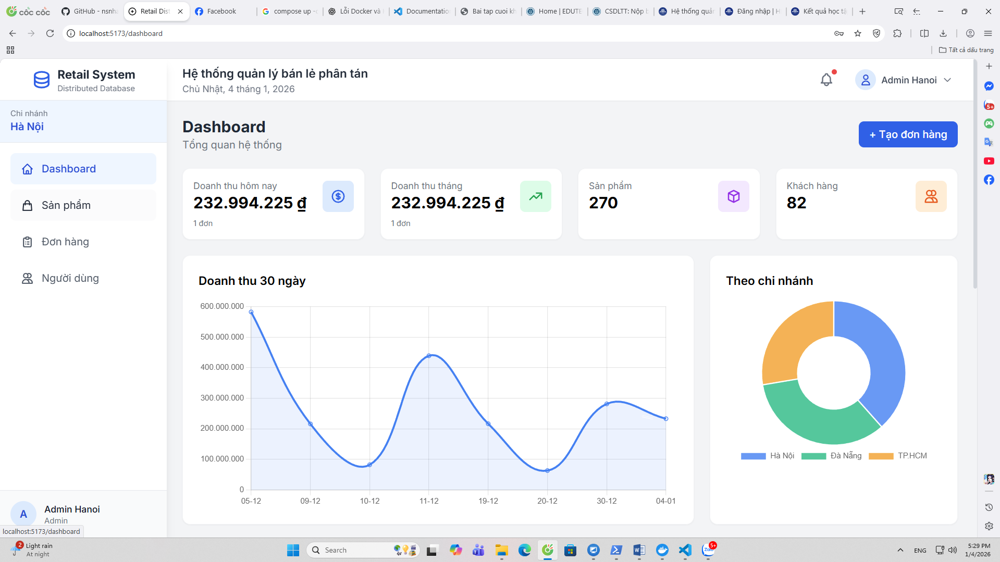 cốc cốc
GitHub - nsnha
Retail Dist
Facebook
compose up -d
Lỗi Docker và
Documentation
Bai tap cuoi kh
Home | EDUTE
CSDLTT: Nộp b
Hệ thống quản
Đăng nhập | H
Kết quả học tậ
localhost:5173/dashboard
Tất cả dấu trang
Retail System
Distributed Database
Hệ thống quản lý bán lẻ phân tán
Chủ Nhật, 4 tháng 1, 2026
Admin Hanoi
Chi nhánh
Hà Nội
Dashboard
Sản phẩm
Đơn hàng
Người dùng
Dashboard
Tổng quan hệ thống
+ Tạo đơn hàng
Doanh thu hôm nay
232.994.225 ₫
1 đơn
Doanh thu tháng
232.994.225 ₫
1 đơn
Sản phẩm
270
Khách hàng
82
Doanh thu 30 ngày
600.000.000
500.000.000
400.000.000
300.000.000
200.000.000
100.000.000
0
05-12 09-12 10-12 11-12 19-12 20-12 30-12 04-01
Theo chi nhánh
Hà Nội Đà Nẵng TP.HCM
5+
A
Admin Hanoi
Admin
localhost:5173/dashboard
2
Light rain
At night
Search
Zalo
5+
ENG
5:29 PM
1/4/2026